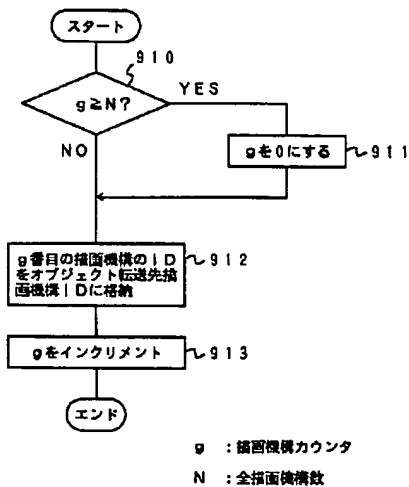 スタート
910
g≧N?
YES
NO
gを0にする
911
g番目の描画機構のID
をオブジェクト転送先描
画機構IDに格納
912
gをインクリメント
913
エンド
g :描画機構カウンタ
N :全描画機構数